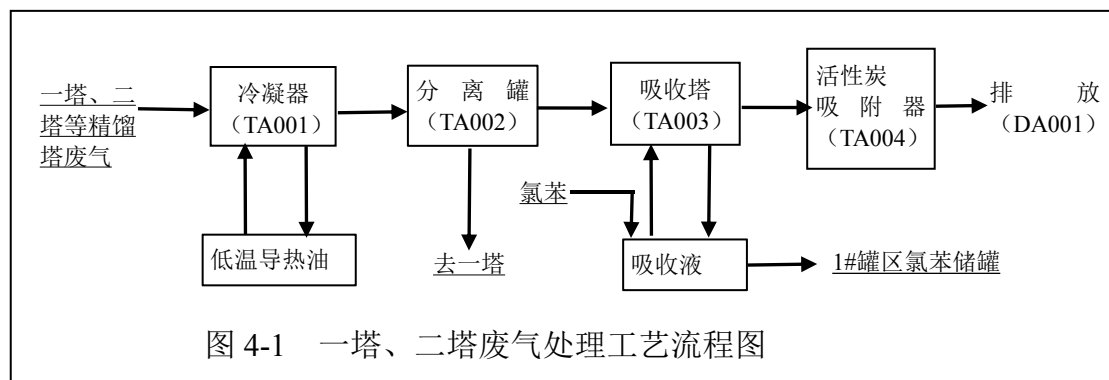 一塔、二
塔等精馏
塔废气
冷凝器
（TA001）
分离罐
（TA002）
吸收塔
（TA003）
活性炭
吸附器
（TA004）
排放
（DA001）
氯苯
低温导热油
去一塔
吸收液
1#罐区氯苯储罐
图 4-1 一塔、二塔废气处理工艺流程图